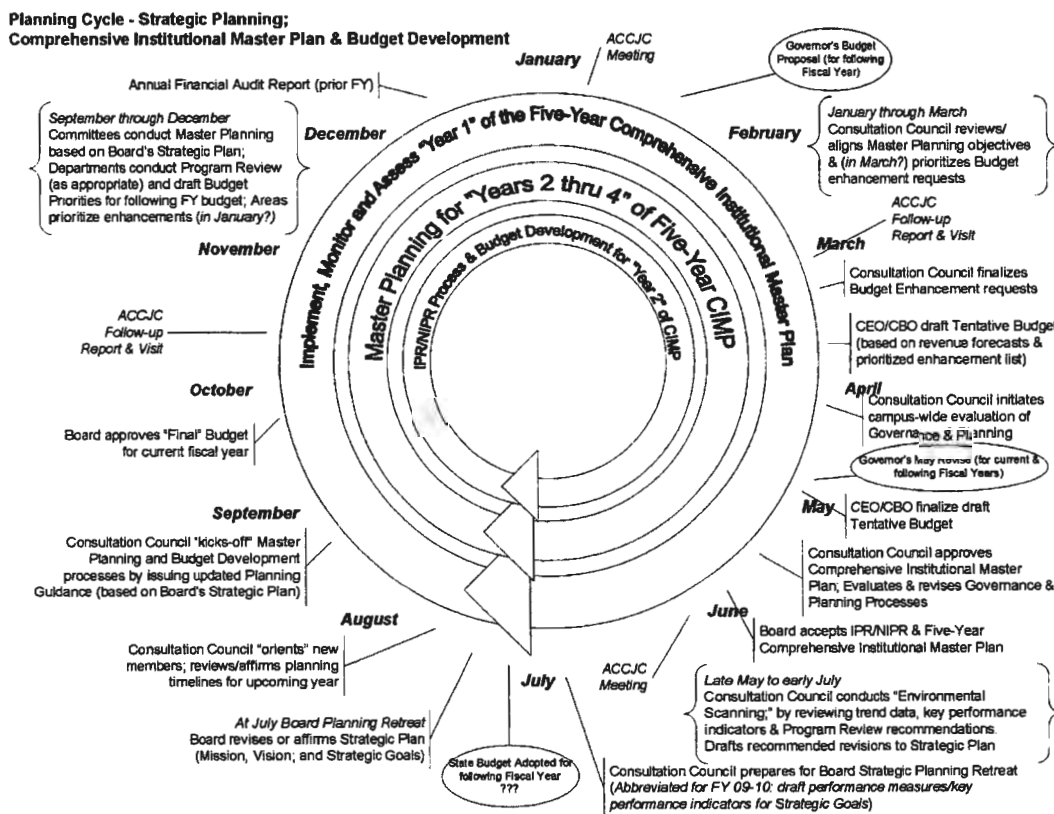 Planning Cycle - Strategic Planning;
Comprehensive Institutional Master Plan & Budget Development
January
ACCJC
Meeting
Governor's Budget
Proposal (for following
Fiscal Year)
February
January through March
Consultation Council reviews/
aligns Master Planning objectives
& (in March?) prioritizes Budget
enhancement requests
ACCJC
Follow-up
Report & Visit
March
Consultation Council finalizes
Budget Enhancement requests
CEO/CBO draft Tentative Budget
(based on revenue forecasts &
prioritized enhancement list)
April
Consultation Council initiates
campus-wide evaluation of
Governance & Planning
Governor's May Revise (for current &
following Fiscal Years)
May
CEO/CBO finalize draft
Tentative Budget
Consultation Council approves
Comprehensive Institutional Master
Plan; Evaluates & revises Governance &
Planning Processes
June
Board accepts IPR/NIPR & Five-Year
Comprehensive Institutional Master Plan
ACCJC
Meeting
Late May to early July
Consultation Council conducts "Environmental
Scanning;" by reviewing trend data, key performance
indicators & Program Review recommendations.
Drafts recommended revisions to Strategic Plan
July
Consultation Council prepares for Board Strategic Planning Retreat
(Abbreviated for FY 09-10: draft performance measures/key
performance indicators for Strategic Goals)
State Budget Adopted for
following Fiscal Year
???
At July Board Planning Retreat
Board revises or affirms Strategic Plan
(Mission, Vision; and Strategic Goals)
August
Consultation Council "orients" new
members; reviews/affirms planning
timelines for upcoming year
September
Consultation Council "kicks-off" Master
Planning and Budget Development
processes by issuing updated Planning
Guidance (based on Board's Strategic Plan)
October
Board approves "Final" Budget
for current fiscal year
ACCJC
Follow-up
Report & Visit
November
December
September through December
Committees conduct Master Planning
based on Board's Strategic Plan;
Departments conduct Program Review
(as appropriate) and draft Budget
Priorities for following FY budget; Areas
prioritize enhancements (in January?)
Annual Financial Audit Report (prior FY)
Implement, Monitor and Assess "Year 1" of the Five-Year Comprehensive Institutional Master Plan
Master Planning for "Years 2 thru 4" of Five-Year CIMP
IPR/NIPR Process & Budget Development for "Year 2" of CIMP